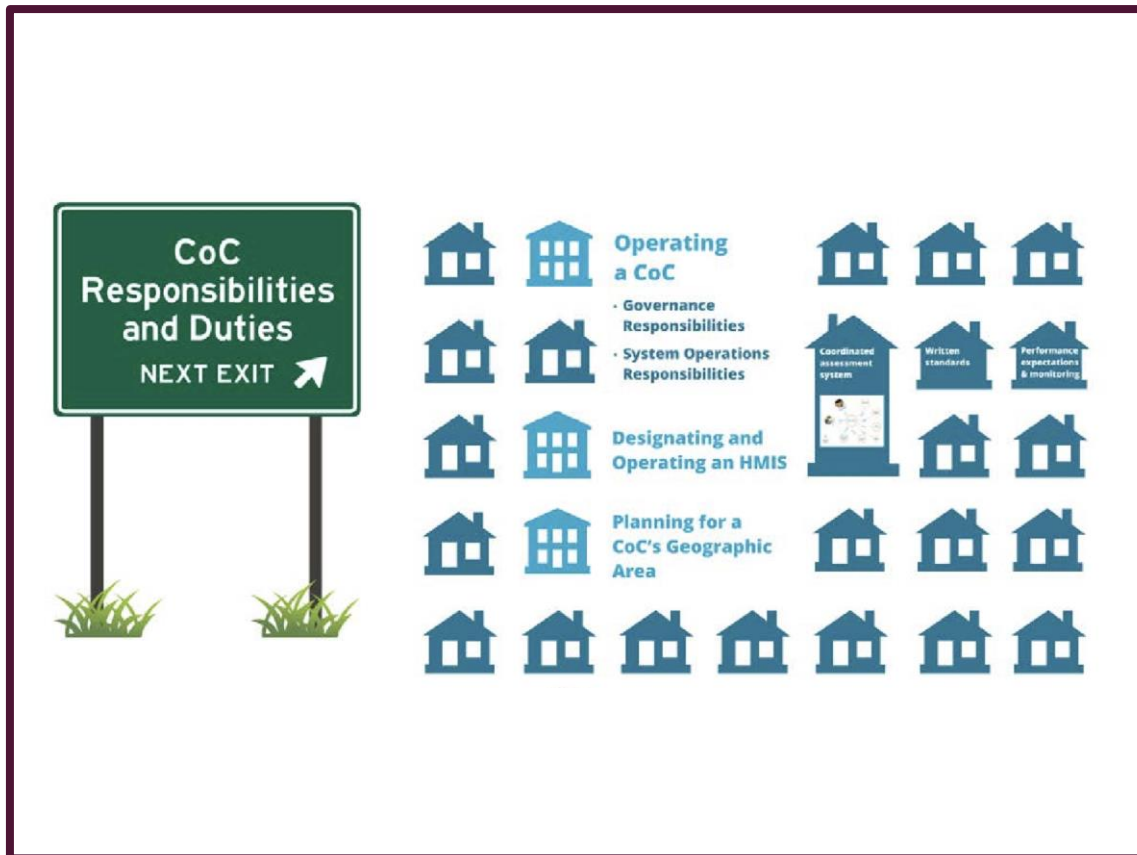 CoC
Responsibilities
and Duties
NEXT EXIT
Operating
a CoC
· Governance
Responsibilities
· System Operations
Responsibilities
Designating and
Operating an HMIS
Planning for a
CoC's Geographic
Area
Coordinated
assessment
system
Written
standards
Performance
expectations
& monitoring